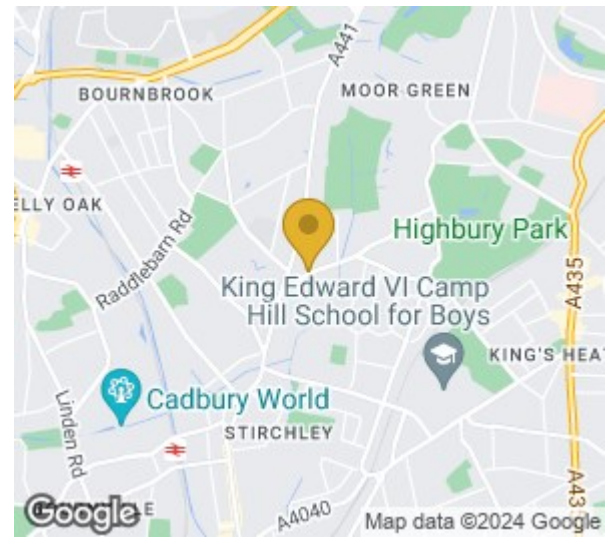 A441
BOURNBROOK
MOOR GREEN
ELLY OAK
Raddlebarn Rd
Highbury Park
A435
King Edward VI Camp
Hill School for Boys
KING'S HEAT
Cadbury World
Linden Rd
STIRCHLEY
A4040
A43
Google
Map data ©2024 Google